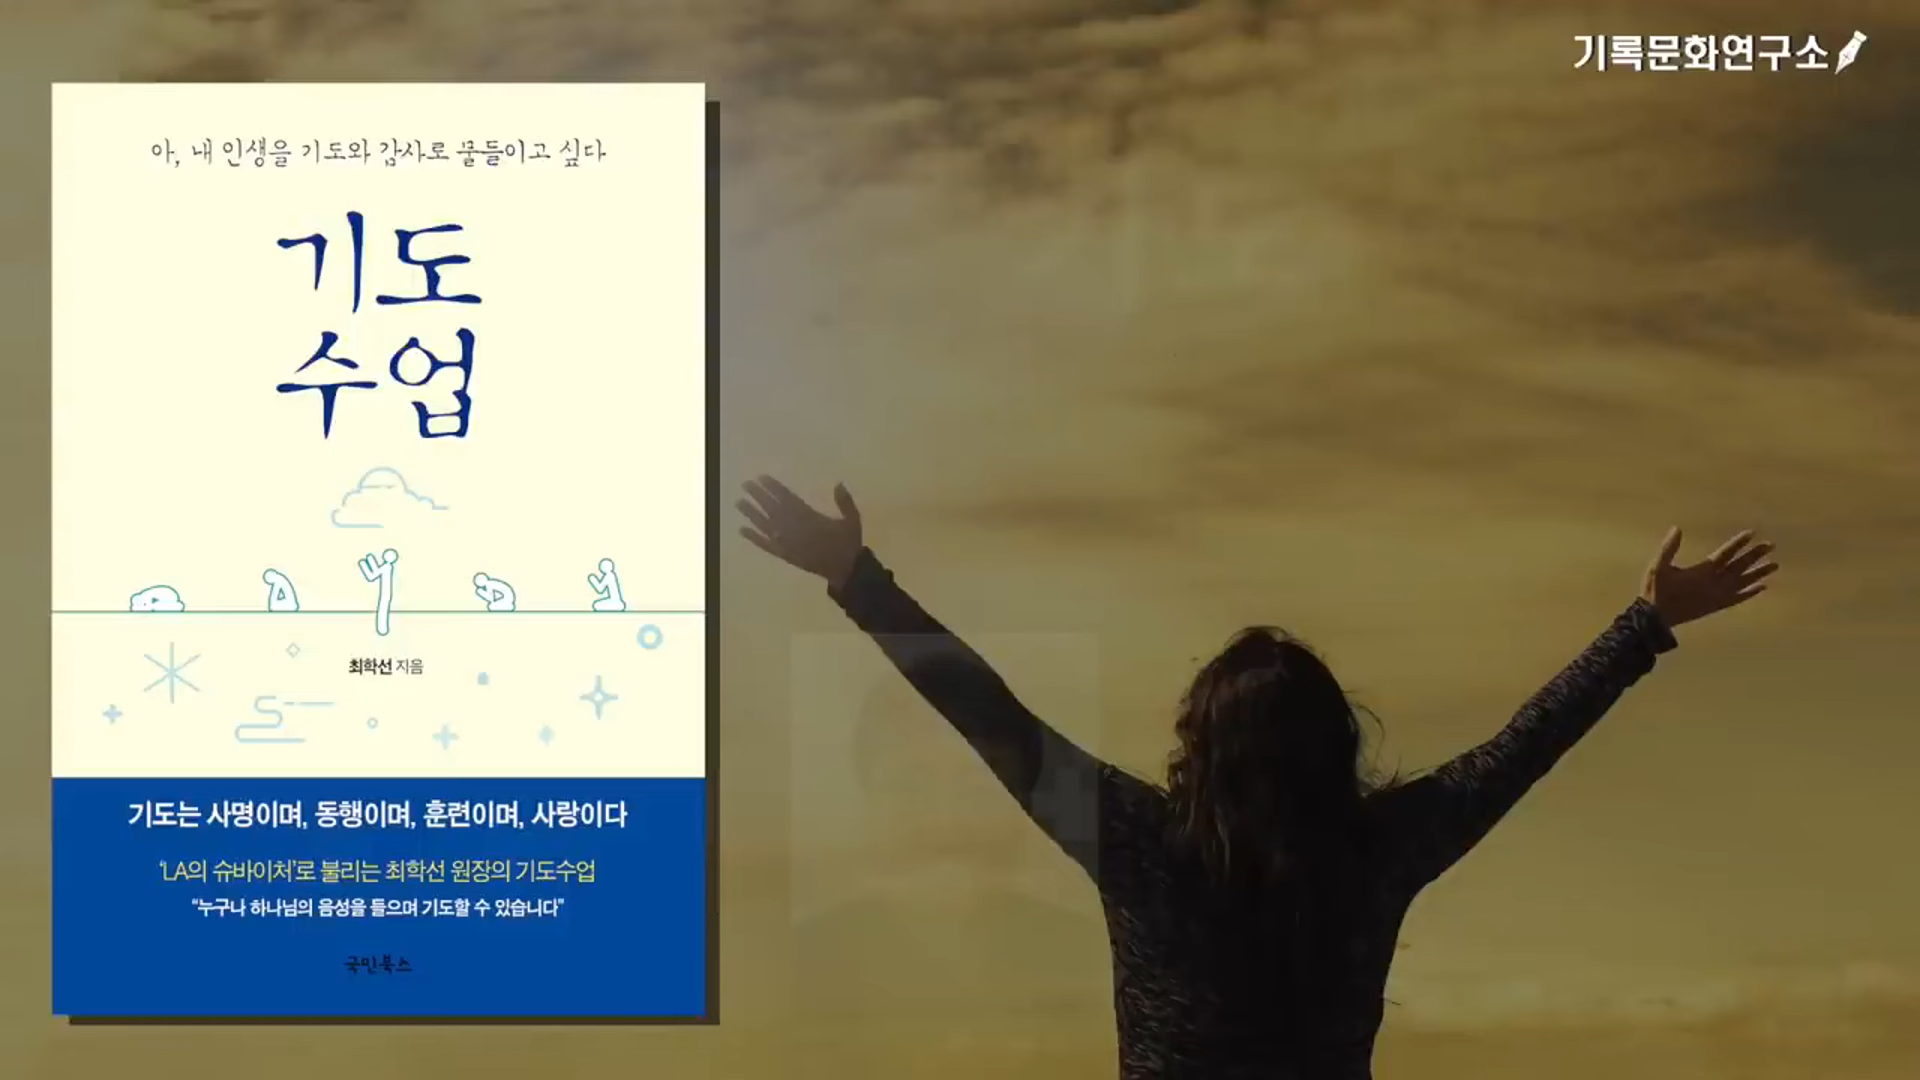 기록문화연구소
아, 내 인생을 기도와 감사로 물들이고 싶다
기도
수업
최학선 지음
기도는 사명이며, 동행이며, 훈련이며, 사랑이다
‘LA의 슈바이처’로 불리는 최학선 원장의 기도수업
“누구나 하나님의 음성을 들으며 기도할 수 있습니다”
국민북스